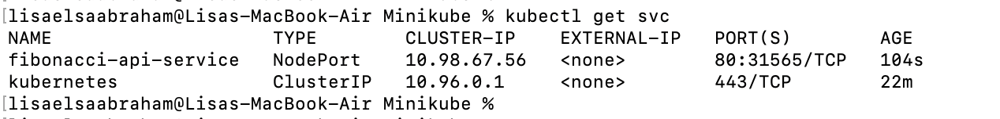 [lisaelsaabraham@Lisas-MacBook-Air Minikube % kubectl get svc
NAME                    TYPE        CLUSTER-IP     EXTERNAL-IP   PORT(S)        AGE
fibonacci-api-service   NodePort    10.98.67.56    <none>        80:31565/TCP   104s
kubernetes              ClusterIP   10.96.0.1      <none>        443/TCP        22m
[lisaelsaabraham@Lisas-MacBook-Air Minikube %